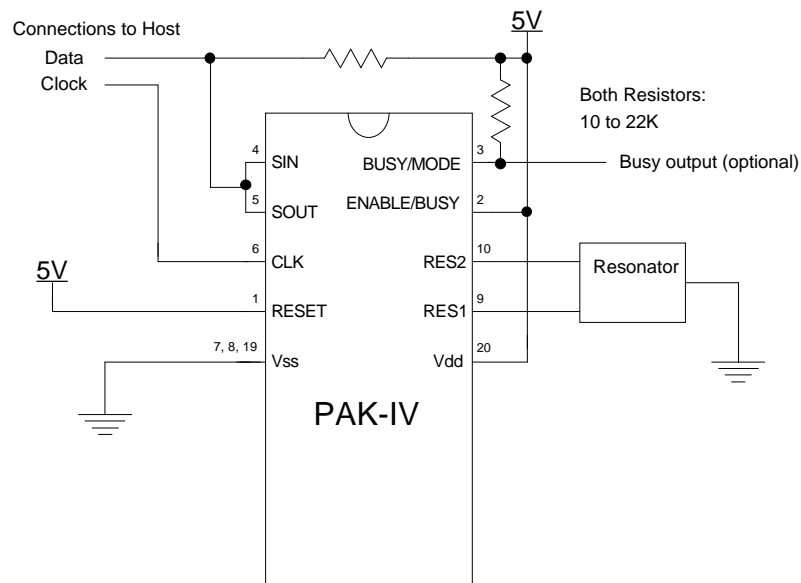 5V
Connections to Host
Data
Clock
Both Resistors:
10 to 22K
4
SIN
BUSY/MODE
3
Busy output (optional)
5
SOUT
ENABLE/BUSY
2
6
CLK
RES2
10
Resonator
5V
1
RESET
RES1
9
7, 8, 19
Vss
Vdd
20
PAK-IV